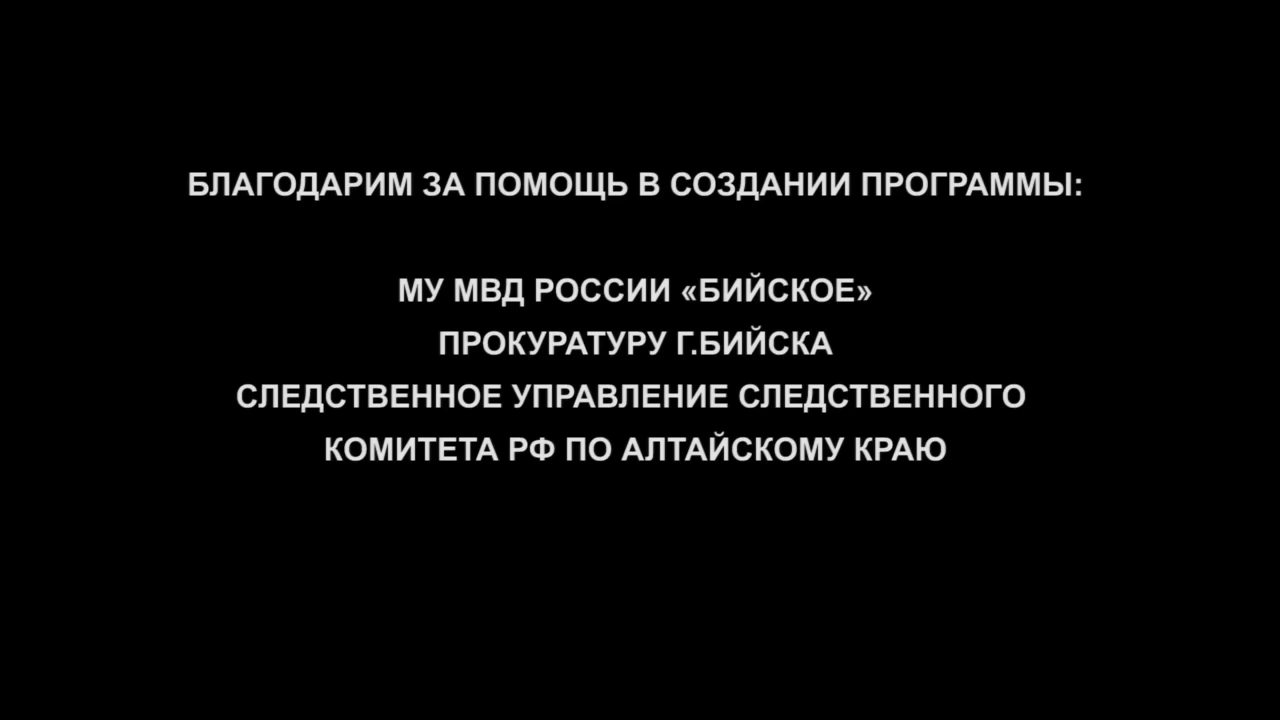 БЛАГОДАРИМ ЗА ПОМОЩЬ В СОЗДАНИИ ПРОГРАММЫ:
МУ МВД РОССИИ «БИЙСКОЕ»
ПРОКУРАТУРУ Г.БИЙСКА
СЛЕДСТВЕННОЕ УПРАВЛЕНИЕ СЛЕДСТВЕННОГО
КОМИТЕТА РФ ПО АЛТАЙСКОМУ КРАЮ